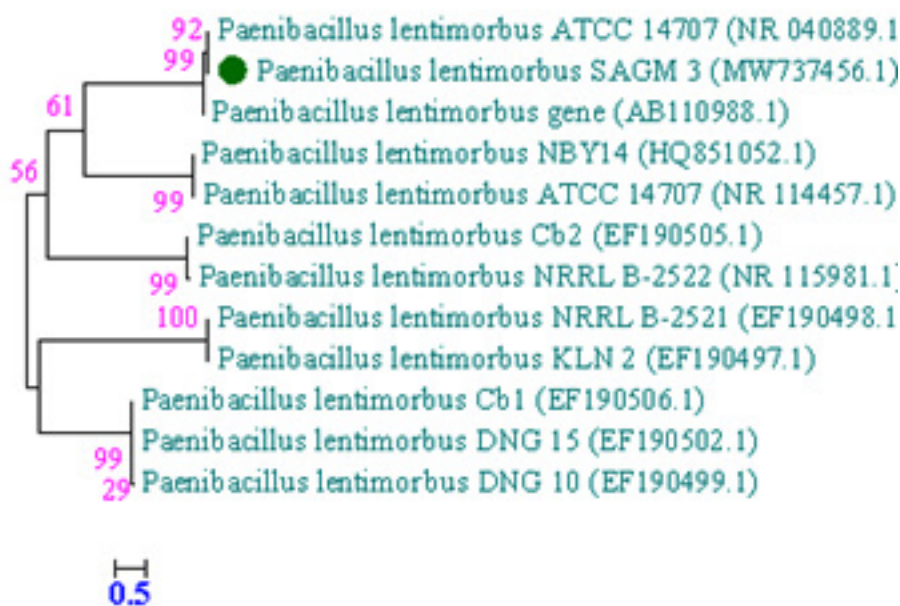 92 Paenibacillus lentimorbus ATCC 14707 (NR 040889.1
99 Paenibacillus lentimorbus SAGM 3 (MW737456.1)
61 Paenibacillus lentimorbus gene (AB110988.1)
Paenibacillus lentimorbus NBY14 (HQ851052.1)
56
99 Paenibacillus lentimorbus ATCC 14707 (NR 114457.1)
Paenibacillus lentimorbus Cb2 (EF190505.1)
99 Paenibacillus lentimorbus NRRL B-2522 (NR 115981.1)
100 Paenibacillus lentimorbus NRRL B-2521 (EF190498.1
Paenibacillus lentimorbus KLN 2 (EF190497.1)
Paenibacillus lentimorbus Cb1 (EF190506.1)
Paenibacillus lentimorbus DNG 15 (EF190502.1)
99
29 Paenibacillus lentimorbus DNG 10 (EF190499.1)
0.5